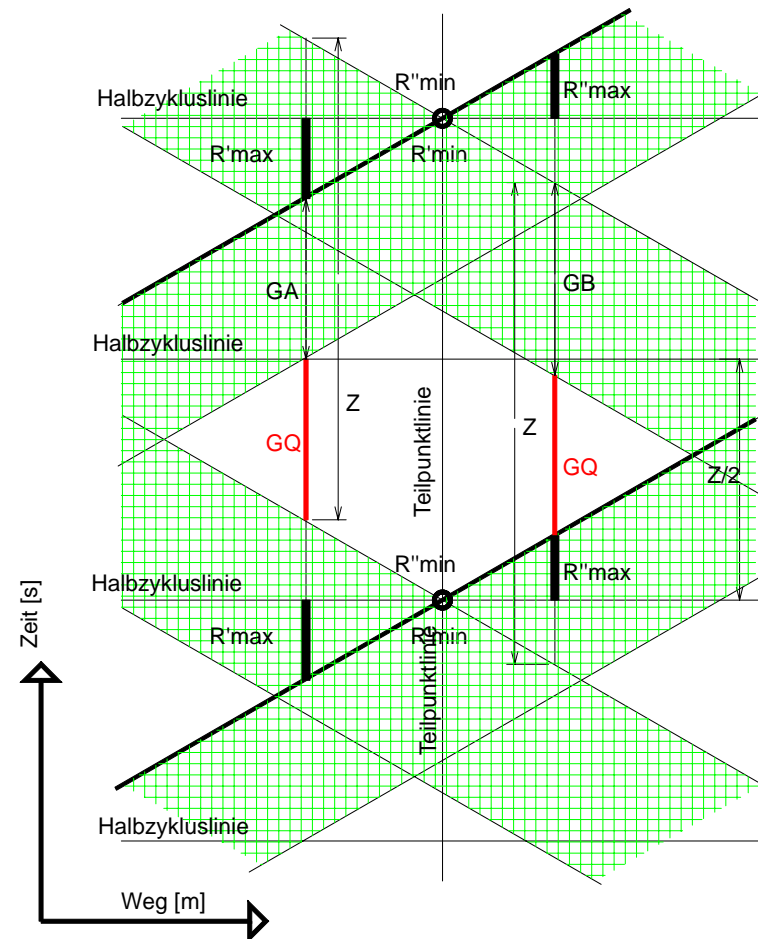 R"min
R"max
Halbzykluslinie
R'max
R'min
GA
GB
Halbzykluslinie
Z
Teilpunktlinie
Z
GQ
GQ
Z/2
R"min
R"max
Halbzykluslinie
R'max
R'min
Teilpunktlinie
Zeit [s]
Halbzykluslinie
Weg [m]